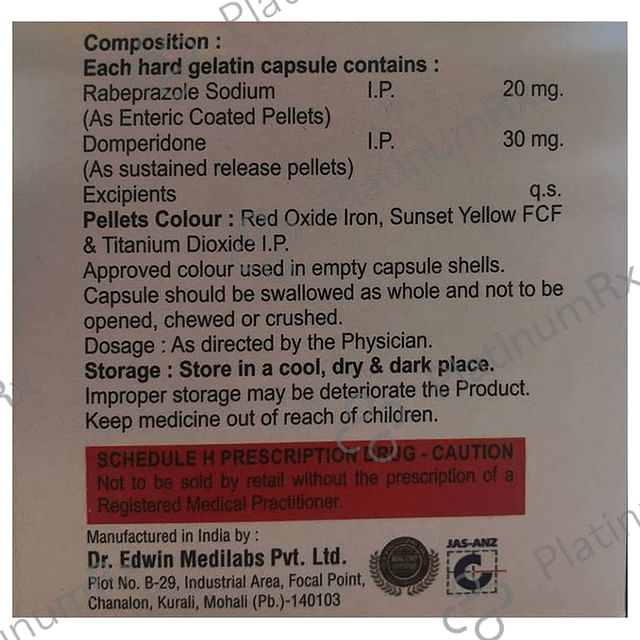 Composition :
Each hard gelatin capsule contains :
Rabeprazole Sodium I.P. 20 mg.
(As Enteric Coated Pellets)
Domperidone I.P. 30 mg.
(As sustained release pellets)
Excipients q.s.
Pellets Colour : Red Oxide Iron, Sunset Yellow FCF
& Titanium Dioxide I.P.
Approved colour used in empty capsule shells.
Capsule should be swallowed as whole and not to be
opened, chewed or crushed.
Dosage : As directed by the Physician.
Storage : Store in a cool, dry & dark place.
Improper storage may be deteriorate the Product.
Keep medicine out of reach of children.
SCHEDULE H PRESCRIPTION DRUG - CAUTION
Not to be sold by retail without the prescription of a
Registered Medical Practitioner.
Manufactured in India by :
Dr. Edwin Medilabs Pvt. Ltd.
Plot No. B-29, Industrial Area, Focal Point,
Chanalon, Kurali, Mohali (Pb.)-140103
JAS-ANZ
PlatinumRx